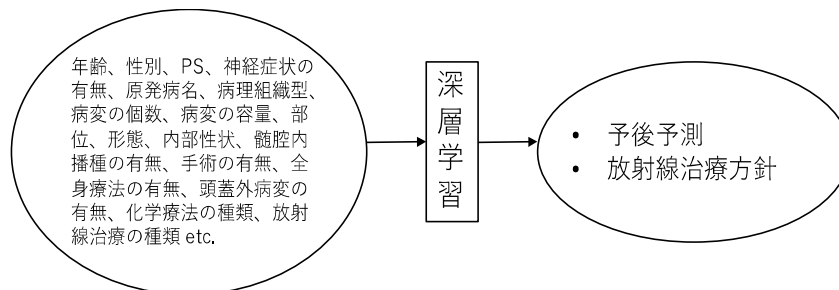 年齢、性別、PS、神経症状の
有無、原発病名、病理組織型、
病変の個数、病変の容量、部
位、形態、内部性状、髄腔内
播種の有無、手術の有無、全
身療法の有無、頭蓋外病変の
有無、化学療法の種類、放射
線治療の種類 etc.
深層学習
• 予後予測
• 放射線治療方針